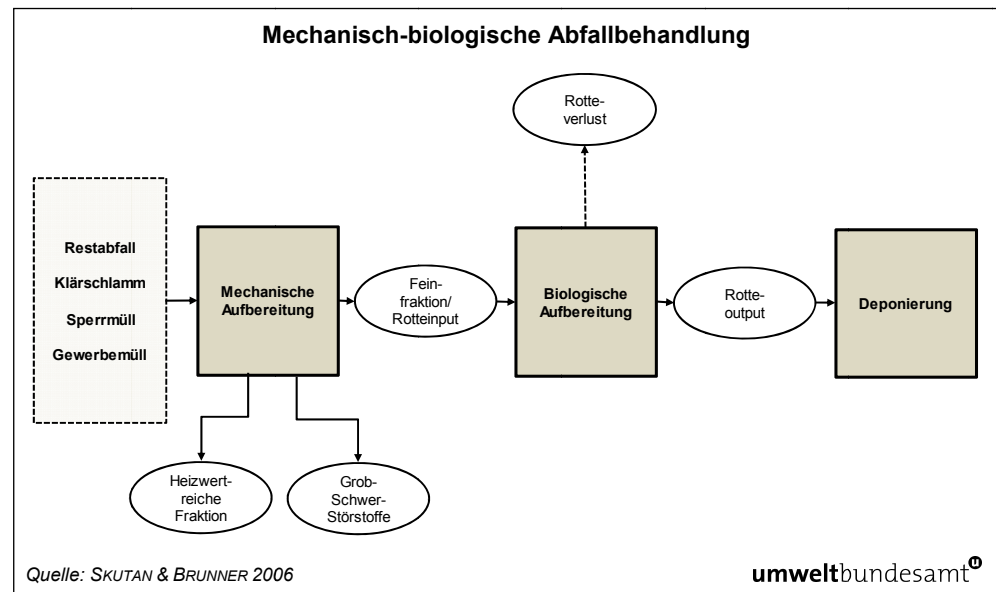 Mechanisch-biologische Abfallbehandlung
Rotte-
verlust
Restabfall
Klärschlamm
Sperrmüll
Gewerbemüll
Mechanische
Aufbereitung
Fein-
fraktion/
Rotteinput
Biologische
Aufbereitung
Rotte-
output
Deponierung
Heizwert-
reiche
Fraktion
Grob-
Schwer-
Störstoffe
Quelle: SKUTAN & BRUNNER 2006
umweltbundesamt u